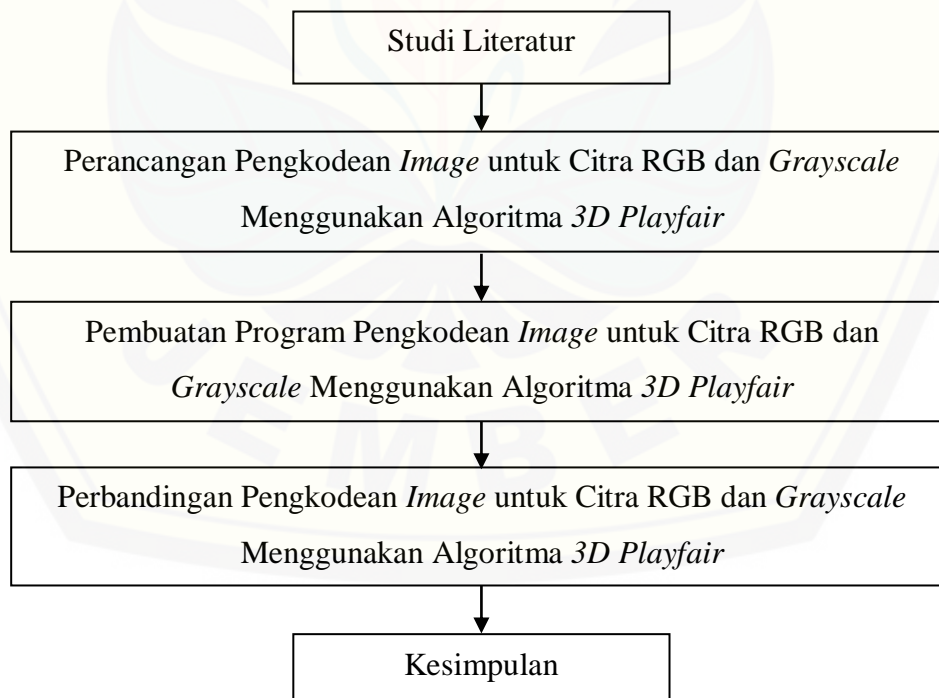 Studi Literatur
Perancangan Pengkodean Image untuk Citra RGB dan Grayscale
Menggunakan Algoritma 3D Playfair
Pembuatan Program Pengkodean Image untuk Citra RGB dan
Grayscale Menggunakan Algoritma 3D Playfair
JEMBER
Perbandingan Pengkodean Image untuk Citra RGB dan Grayscale
Menggunakan Algoritma 3D Playfair
Kesimpulan